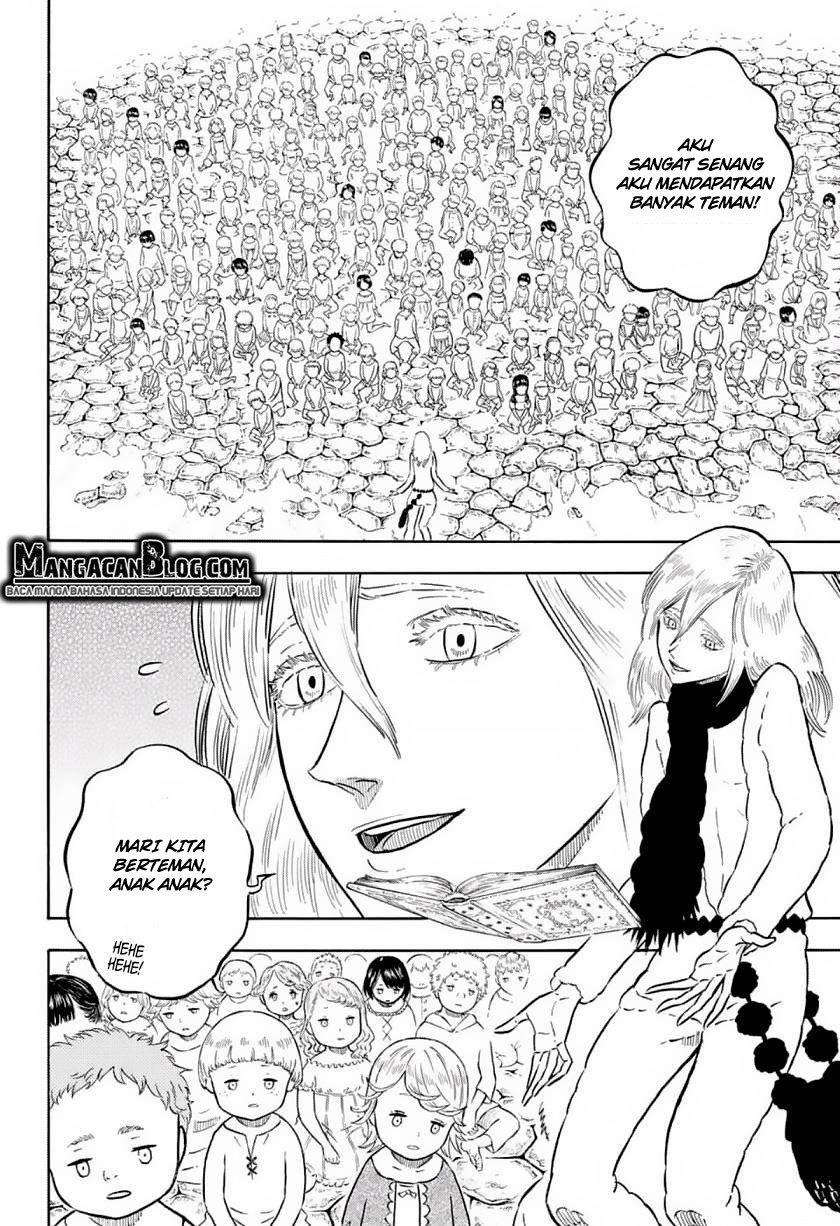 AKU
SANGAT SENANG
AKU MENDAPATKAN
BANYAK TEMAN!
MANGACANBLOG.COM
BACA MANGA BAHASA INDONESIA UPDATE SETIAP HARI
MARI KITA
BERTEMAN,
ANAK ANAK?
HEHE
HEHE!